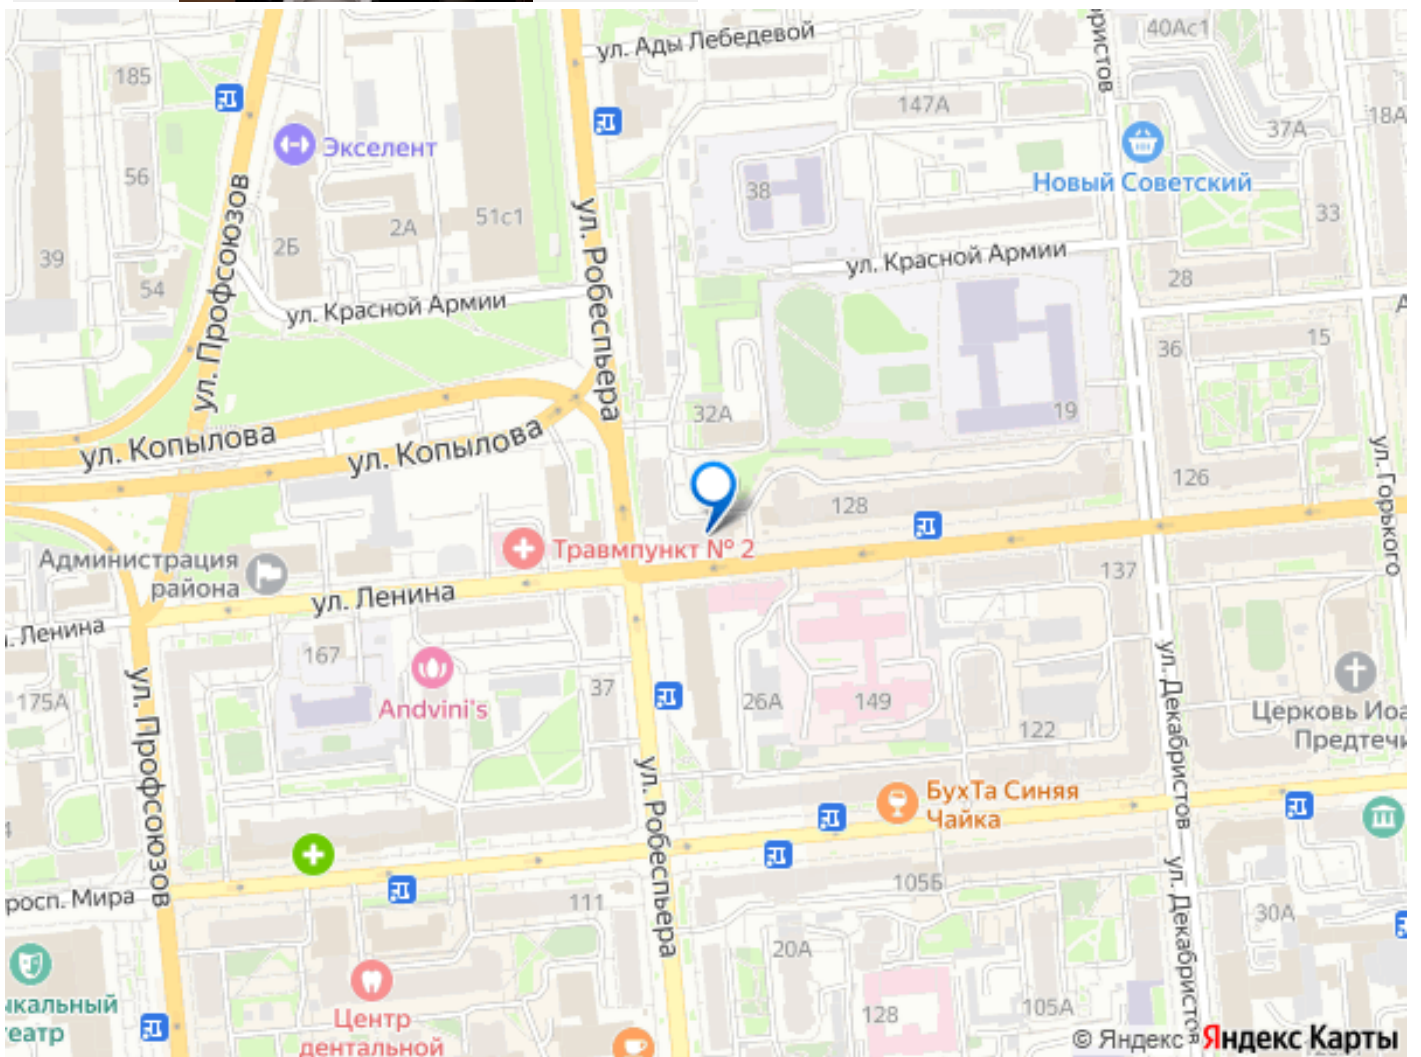 ул. Ады Лебедевой
40Ас1
185
147А
37А
18А
Экселент
Новый Советский
56
38
33
51с1
2А
2Б
39
ул. Профсоюзов
ул. Робеспьера
ул. Красной Армии
28
54
ул. Красной Армии
15
36
32А
19
ул. Копылова
ул. Копылова
ул. Горького
126
128
Травмпункт № 2
Администрация
района
137
ул. Ленина
Ленина
167
37
175А
Andvini's
26А
149
122
ул. Профсоюзов
ул. Декабристов
Церковь Иоа
Предтечи
ул. Робеспьера
БухТа Синяя
Чайка
105Б
просп. Мира
111
ул. Декабристов
30А
20А
128
105А
Центр
дентальной
© Яндекс
Яндекс Карты